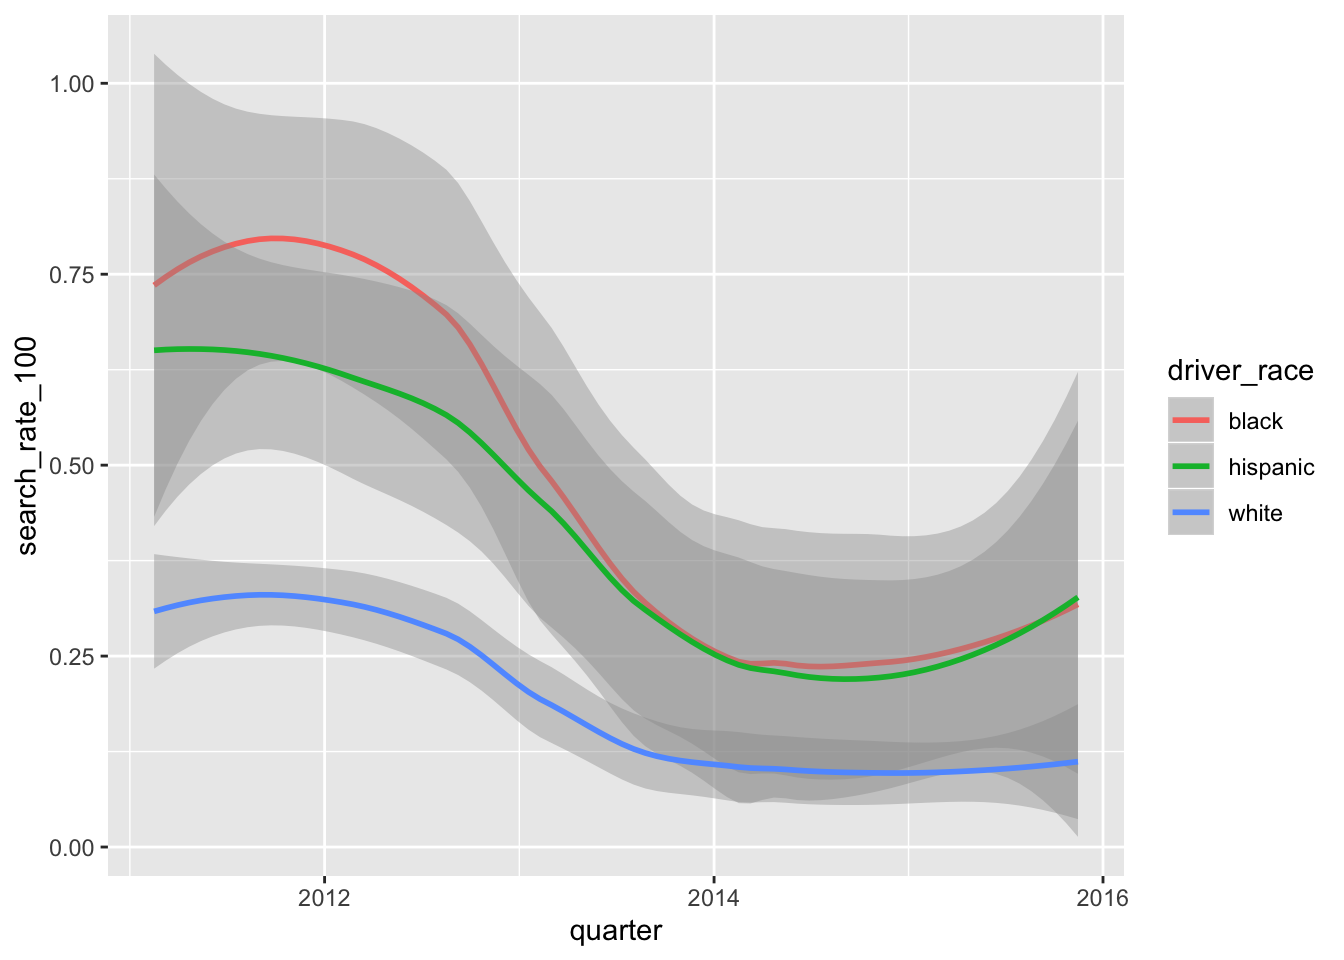 1.00
0.75
0.50
0.25
0.00
search_rate_100
2012
2014
2016
quarter
driver_race
black
hispanic
white